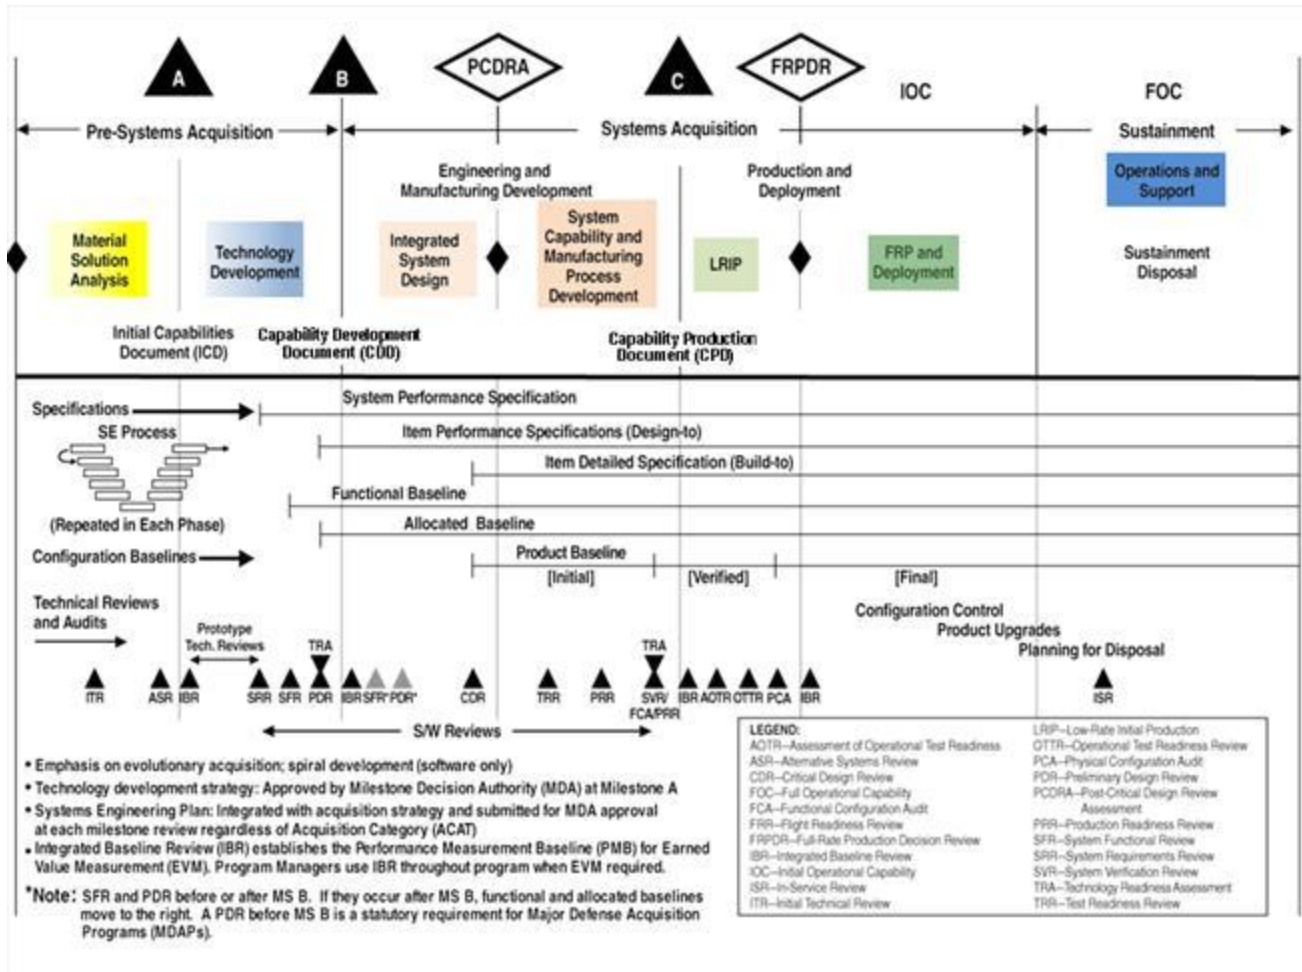 A
B
PCDRA
C
FRPDR
IOC
FOC
Pre-Systems Acquisition
Systems Acquisition
Sustainment
Engineering and
Manufacturing Development
Production and
Deployment
Operations and
Support
Material
Solution
Analysis
Technology
Development
Integrated
System
Design
System
Capability and
Manufacturing
Process
Development
LRIP
FRP and
Deployment
Sustainment
Disposal
Initial Capabilities
Document (ICD)
Capability Development
Document (CDD)
Capability Production
Document (CPD)
Specifications
System Performance Specification
SE Process
Item Performance Specifications (Design-to)
Item Detailed Specification (Build-to)
Functional Baseline
(Repeated in Each Phase)
Allocated Baseline
Configuration Baselines
Product Baseline
[Initial]
[Verified]
[Final]
Technical Reviews
and Audits
Configuration Control
Product Upgrades
Planning for Disposal
Prototype
Tech. Reviews
TRA
TRA
ITR
ASR
IBR
SRR
SFR
PDR
IBR
SFR*
PDR*
CDR
TRR
PRR
SVR/
FCA/PRR
IBR
AOTR
OTTR
PCA
IBR
ISR
S/W Reviews
• Emphasis on evolutionary acquisition; spiral development (software only)
• Technology development strategy: Approved by Milestone Decision Authority (MDA) at Milestone A
• Systems Engineering Plan: Integrated with acquisition strategy and submitted for MDA approval
at each milestone review regardless of Acquisition Category (ACAT)
• Integrated Baseline Review (IBR) establishes the Performance Measurement Baseline (PMB) for Earned
Value Measurement (EVM). Program Managers use IBR throughout program when EVM required.
*Note: SFR and PDR before or after MS B. If they occur after MS B, functional and allocated baselines
move to the right. A PDR before MS B is a statutory requirement for Major Defense Acquisition
Programs (MDAPs).
LEGEND:
AOTR–Assessment of Operational Test Readiness
ASR–Alternative Systems Review
CDR–Critical Design Review
FOC–Full Operational Capability
FCA–Functional Configuration Audit
FRR–Flight Readiness Review
FRPDR–Full-Rate Production Decision Review
IBR–Integrated Baseline Review
IOC–Initial Operational Capability
ISR–In-Service Review
ITR–Initial Technical Review
LRIP–Low-Rate Initial Production
OTTR–Operational Test Readiness Review
PCA–Physical Configuration Audit
PDR–Preliminary Design Review
PCDRA–Post-Critical Design Review
Assessment
PRR–Production Readiness Review
SFR–System Functional Review
SRR–System Requirements Review
SVR–System Verification Review
TRA–Technology Readiness Assessment
TRR–Test Readiness Review